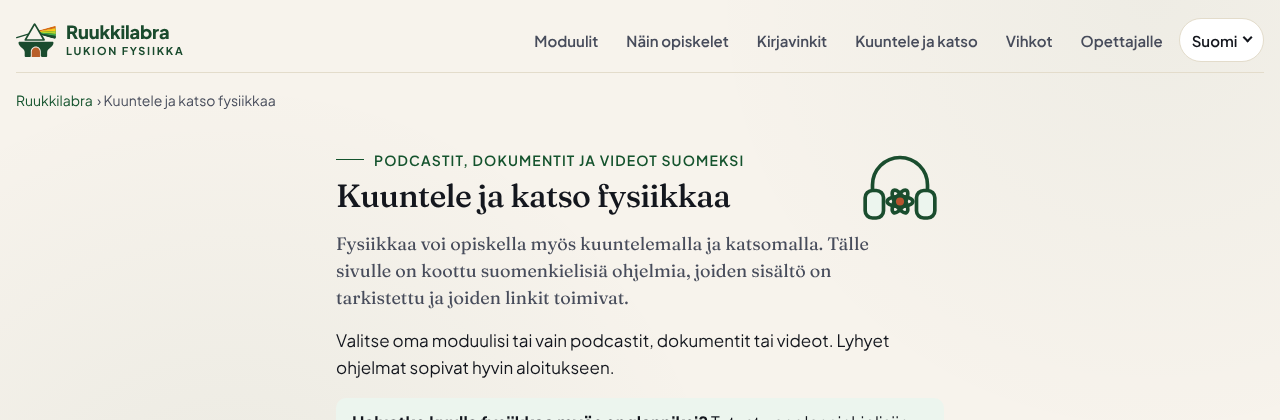 Ruukkilabra
LUKION FYSIIKKA
Moduulit
Näin opiskelet
Kirjavinkit
Kuuntele ja katso
Vihkot
Opettajalle
Suomi
Ruukkilabra › Kuuntele ja katso fysiikkaa
PODCASTIT, DOKUMENTIT JA VIDEOT SUOMEKSI
Kuuntele ja katso fysiikkaa
Fysiikkaa voi opiskella myös kuuntelemalla ja katsomalla. Tälle
sivulle on koottu suomenkielisiä ohjelmia, joiden sisältö on
tarkistettu ja joiden linkit toimivat.
Valitse oma moduulisi tai vain podcastit, dokumentit tai videot. Lyhyet
ohjelmat sopivat hyvin aloitukseen.